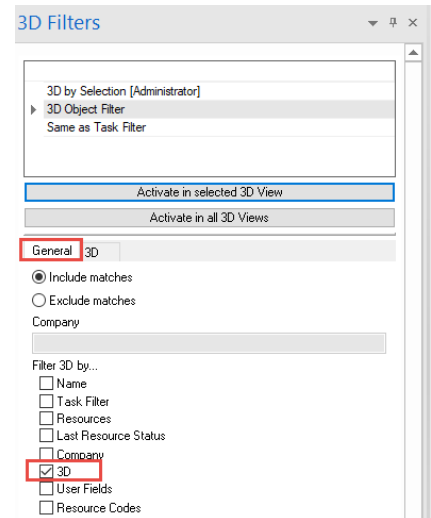 3D Filters
3D by Selection [Administrator]
3D Object Filter
Same as Task Filter
Activate in selected 3D View
Activate in all 3D Views
General 3D
Include matches
Exclude matches
Company
Filter 3D by...
Name
Task Filter
Resources
Last Resource Status
Company
3D
User Fields
Resource Codes